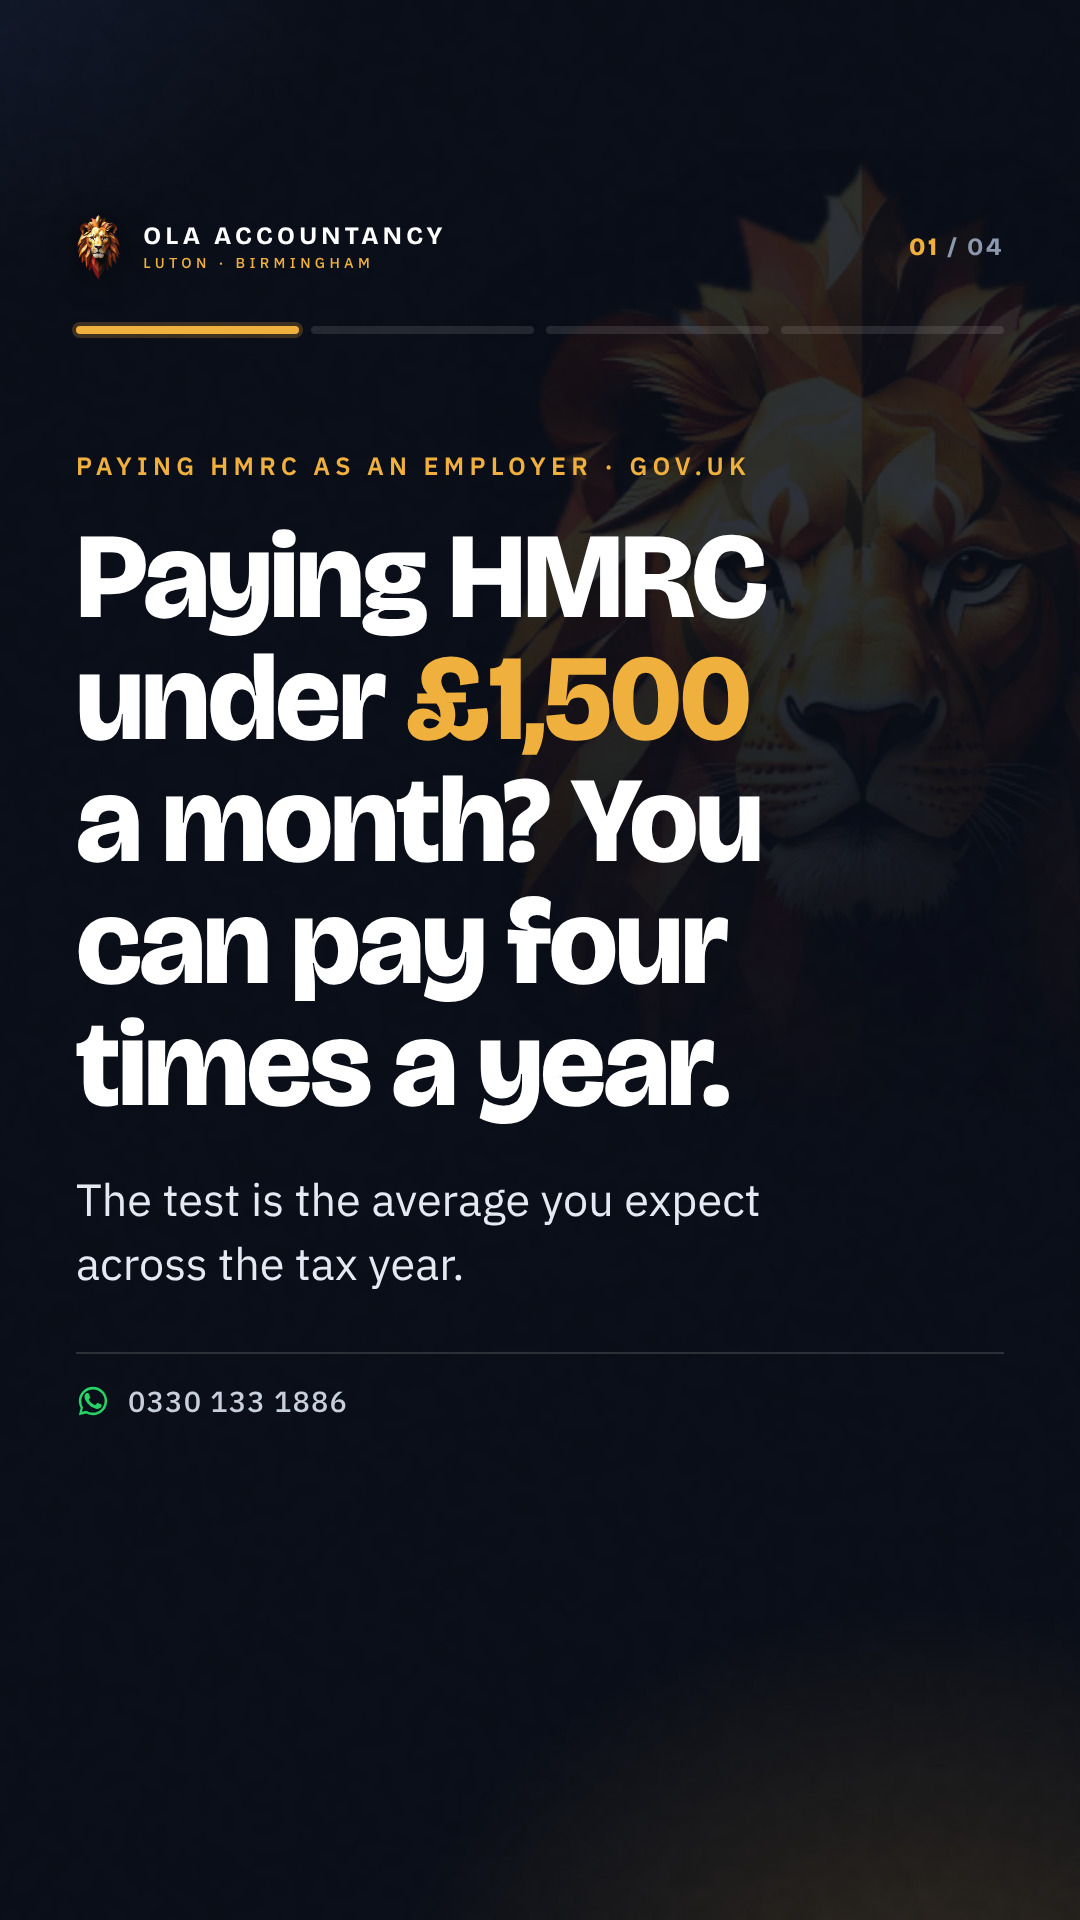 OLA ACCOUNTANCY
LUTON · BIRMINGHAM
01 / 04
PAYING HMRC AS AN EMPLOYER · GOV.UK
Paying HMRC
under £1,500
a month? You
can pay four
times a year.
The test is the average you expect
across the tax year.
0330 133 1886